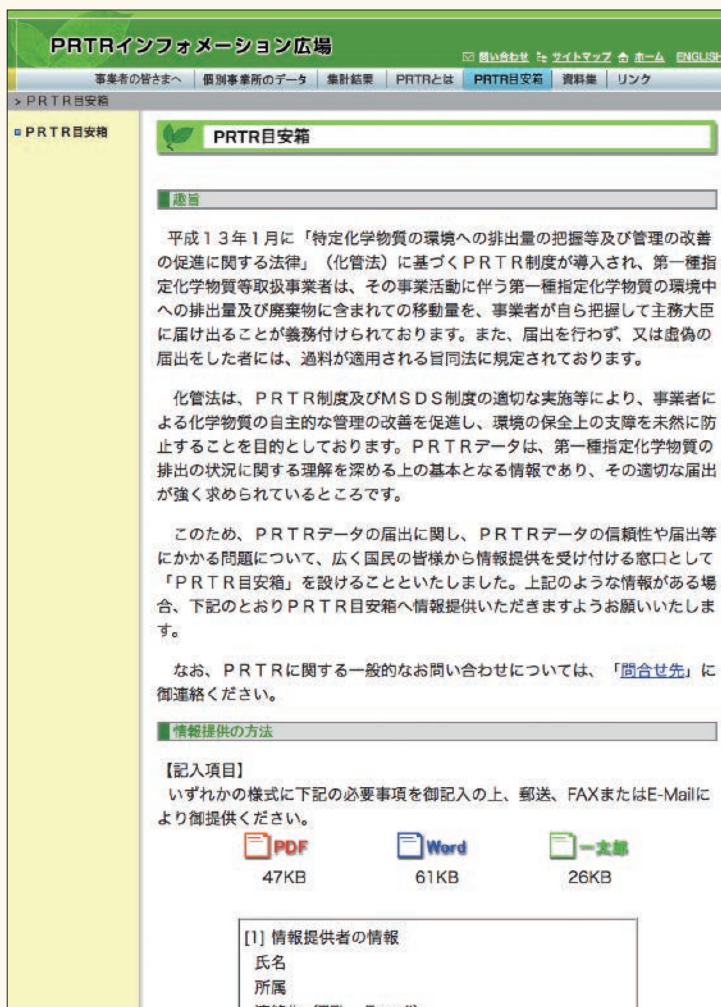 PRTRインフォメーション広場
問い合わせ サイトマップ ホーム ENGLISH
事業者の皆さまへ 個別事業所のデータ 集計結果 PRTRとは PRTR目安箱 資料集 リンク
> PRTR目安箱
PRTR目安箱
PRTR目安箱
趣旨
平成13年1月に「特定化学物質の環境への排出量の把握等及び管理の改善
の促進に関する法律」（化管法）に基づくPRTR制度が導入され、第一種指
定化学物質等取扱事業者は、その事業活動に伴う第一種指定化学物質の環境中
への排出量及び廃棄物に含まれての移動量を、事業者が自ら把握して主務大臣
に届け出ることが義務付けられております。また、届出を行わず、又は虚偽の
届出をした者には、過料が適用される旨同法に規定されております。
化管法は、PRTR制度及びMSDS制度の適切な実施等により、事業者に
よる化学物質の自主的な管理の改善を促進し、環境の保全上の支障を未然に防
止することを目的としております。PRTRデータは、第一種指定化学物質の
排出の状況に関する理解を深める上の基本となる情報であり、その適切な届出
が強く求められているところです。
このため、PRTRデータの届出に関し、PRTRデータの信頼性や届出等
にかかる問題について、広く国民の皆様から情報提供を受け付ける窓口として
「PRTR目安箱」を設けることといたしました。上記のような情報がある場
合、下記のとおりPRTR目安箱へ情報提供いただきますようお願いいたしま
す。
なお、PRTRに関する一般的なお問い合わせについては、「問合せ先」に
御連絡ください。
情報提供の方法
【記入項目】
いずれかの様式に下記の必要事項を御記入の上、郵送、FAXまたはE-Mailに
より御提供ください。
PDF Word 一太郎
47KB 61KB 26KB
[1] 情報提供者の情報
氏名
所属